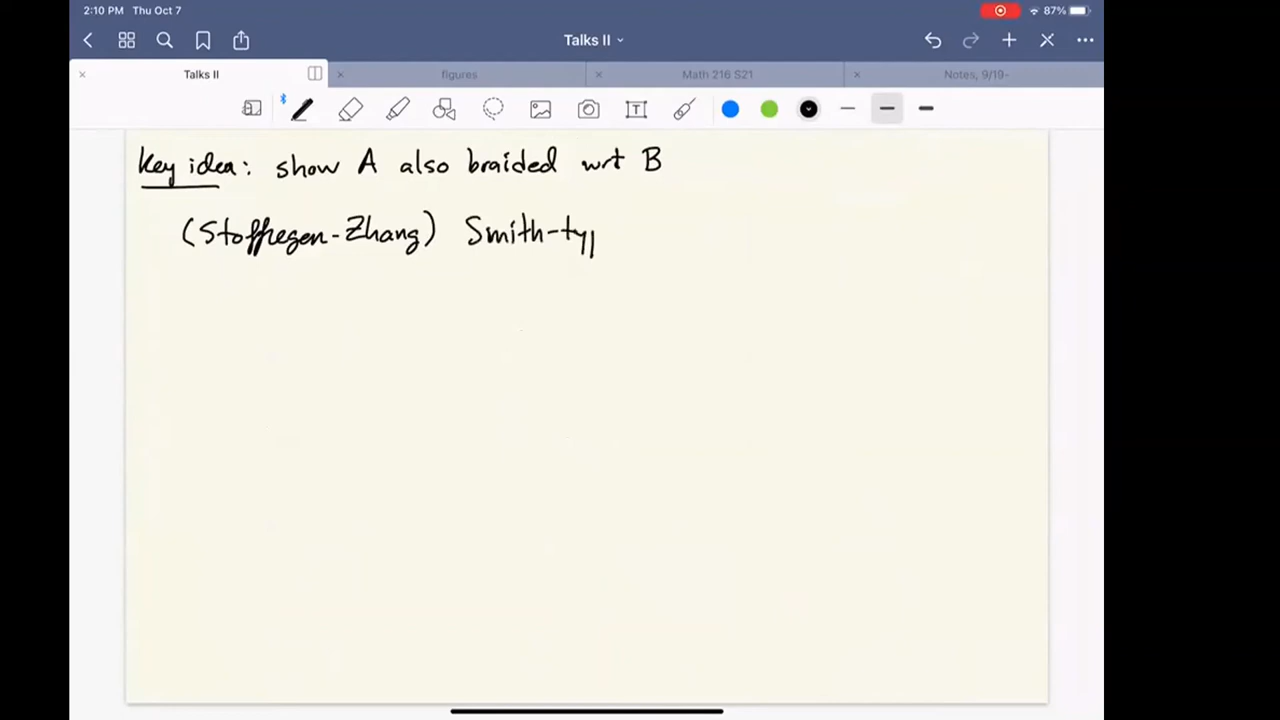 2:10 PM Thu Oct 7
87%
Talks II
Talks II
figures
Math 216 S21
Notes, 9/19-
T
Key idea: show A also braided wrt B
(Stoffregen-Zhang) Smith-ty